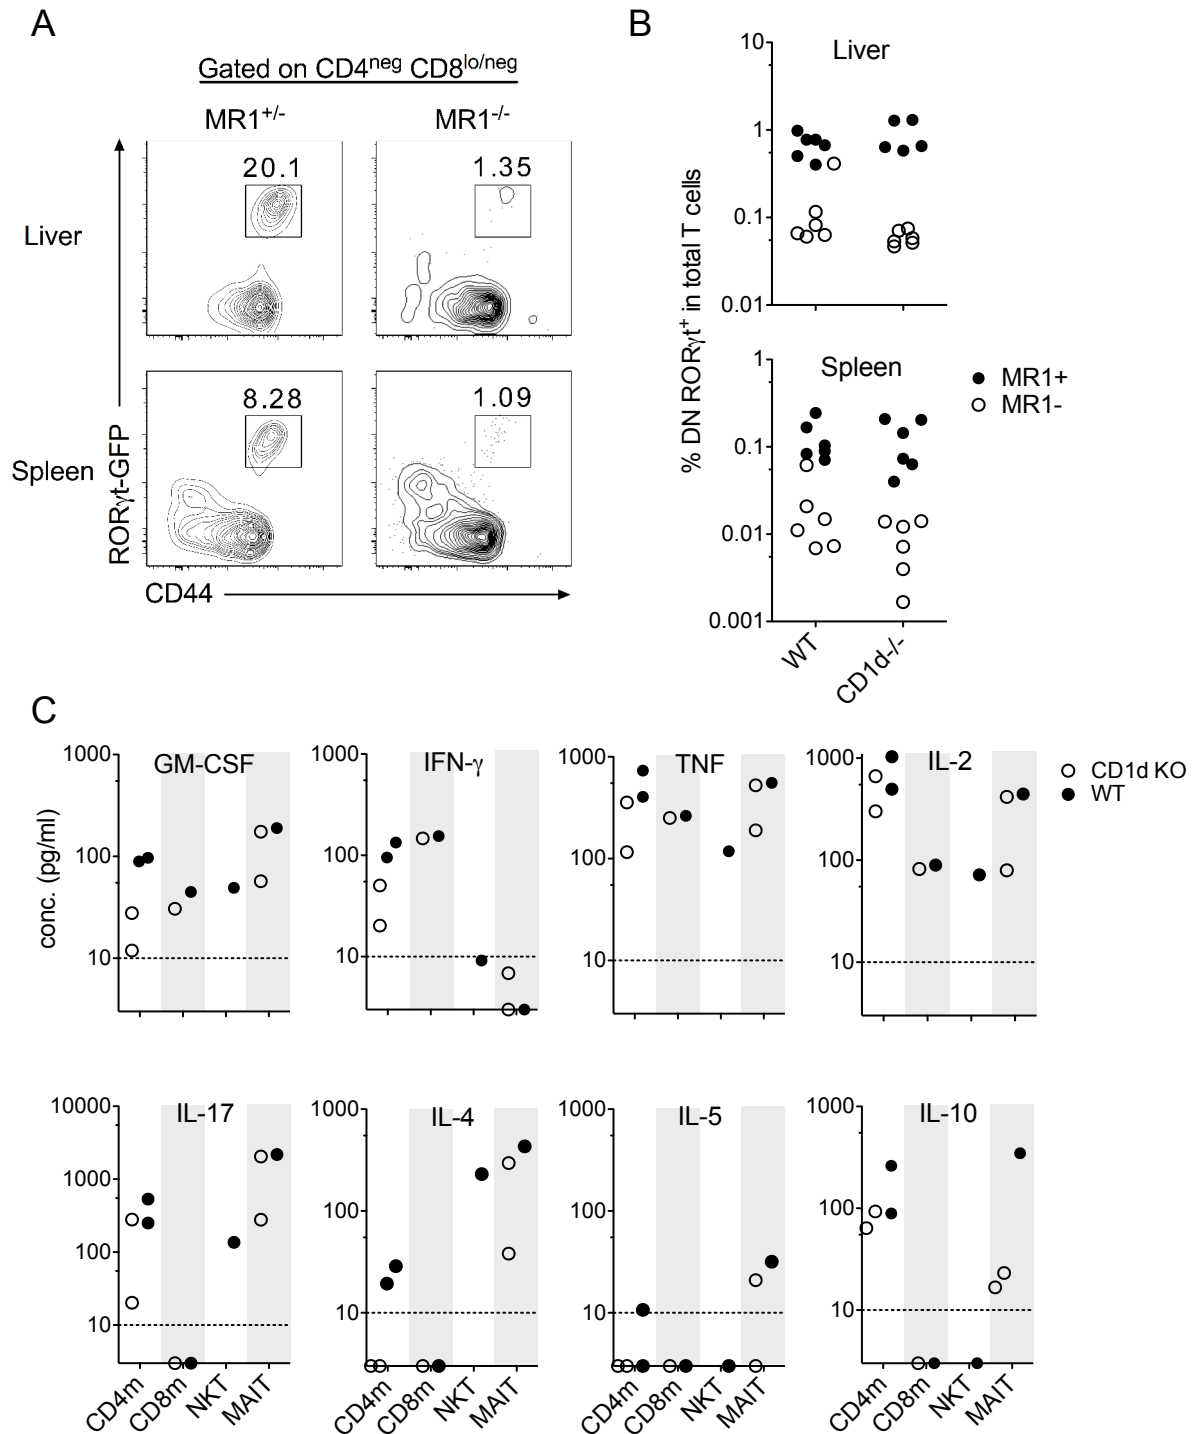 A
Gated on CD4neg CD8lo/neg
MR1+/-
MR1-/-
Liver
20.1
1.35
Spleen
8.28
1.09
RORγt-GFP
CD44
B
% DN RORγt+ in total T cells
Liver
10
1
0.1
0.01
Spleen
1
0.1
0.01
0.001
MR1+
MR1-
WT
CD1d-/-
C
conc. (pg/ml)
GM-CSF
1000
100
10
IFN-γ
1000
100
10
TNF
1000
100
10
IL-2
1000
100
10
CD1d KO
WT
IL-17
10000
1000
100
10
CD4m
CD8m
NKT
MAIT
IL-4
1000
100
10
CD4m
CD8m
NKT
MAIT
IL-5
1000
100
10
CD4m
CD8m
NKT
MAIT
IL-10
1000
100
10
CD4m
CD8m
NKT
MAIT